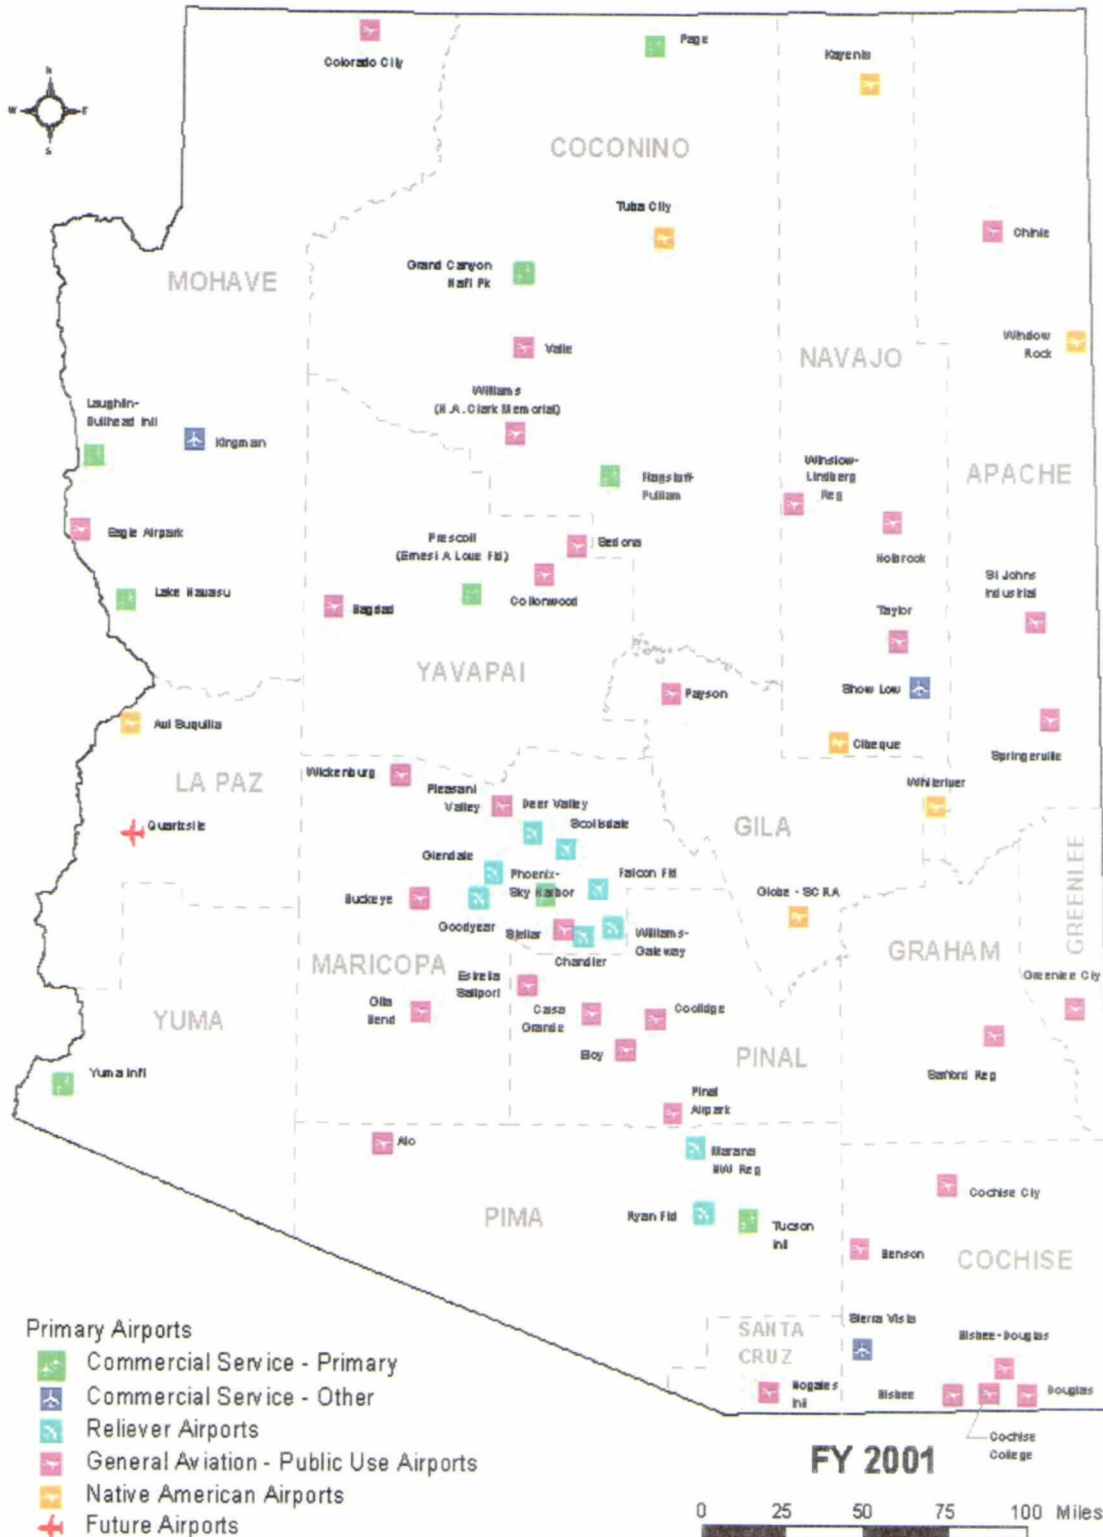 Colorado City
Page
Kayenta
N
W
E
S
COCONINO
Tuba City
Chinle
Grand Canyon
Nat'l Pk
MOHAVE
Window
Rock
Valle
NAVAJO
Williams
(H.A. Clark Memorial)
Laughlin-
Bullhead Intl
Kingman
Winslow-
Lindberg
Reg
APACHE
Flagstaff-
Pulliam
Eagle Airpark
Prescott
(Ernest A Love Fld)
Sedona
Holbrook
St Johns
Industrial
Lake Havasu
Bagdad
Cottonwood
Taylor
YAVAPAI
Show Low
Payson
Avi Suquilla
Cibeque
Springerville
Wickenburg
LA PAZ
Pleasant
Valley
Deer Valley
Whiteriver
Quartzsite
Scottsdale
GILA
Glendale
GREENLEE
Phoenix-
Sky Harbor
Falcon Fld
Buckeye
Globe - SC RA
Goodyear
Stellar
Williams-
Gateway
GRAHAM
MARICOPA
Chandler
Estrella
Sailport
Greenlee Cty
Gila
Bend
Casa
Grande
Coolidge
YUMA
Eloy
PINAL
Safford Reg
Yuma Intl
Pinal
Airpark
Ajo
Marana
NW Reg
Cochise Cty
PIMA
Ryan Fld
Tucson
Intl
Benson
COCHISE
Primary Airports
SANTA
CRUZ
Sierra Vista
Bisbee-Douglas
Commercial Service - Primary
Commercial Service - Other
Nogales
Intl
Bisbee
Douglas
Reliever Airports
Cochise
College
General Aviation - Public Use Airports
FY 2001
Native American Airports
Future Airports
0 25 50 75 100 Miles